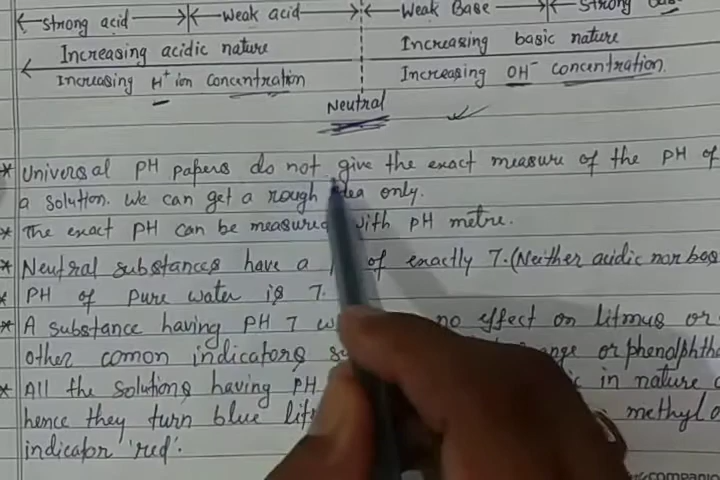 strong acid weak acid weak Base strong
Increasing acidic nature Increasing basic nature
Increasing H+ ion concentration Increasing OH- concentration
Neutral
* Universal PH papers do not give the exact measure of the PH of
a solution. We can get a rough idea only.
* The exact PH can be measured with PH metre.
* Neutral substances have a of exactly 7. (Neither acidic nor
* PH of pure water is 7.
* A substance having PH 7 no effect on litmus or
other comon indicators or
* All the solutions having PH in nature
hence they turn blue methyl
indicator 'red'.